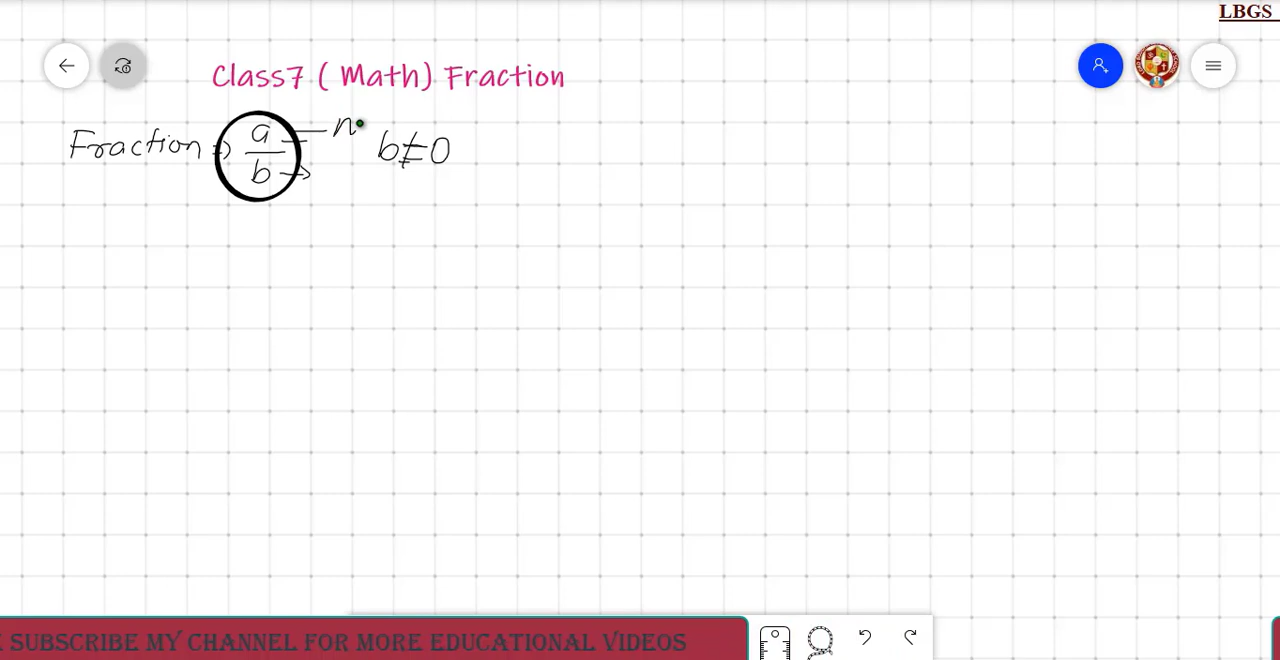 LBGS
Class7 ( Math) Fraction
Fraction → a/b — n
b≠0
SUBSCRIBE MY CHANNEL FOR MORE EDUCATIONAL VIDEOS